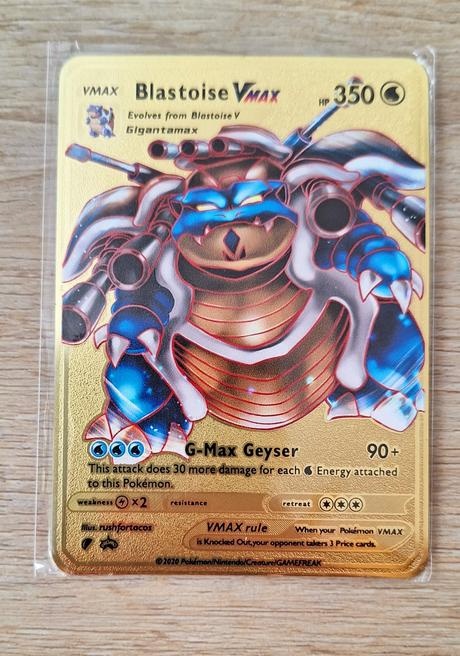 VMAX Blastoise VMAX HP 350
Evolves from Blastoise V
Gigantamax
G-Max Geyser 90+
This attack does 30 more damage for each Energy attached
to this Pokémon.
weakness ×2 resistance retreat
Illus. rushfortacos
VMAX rule When your Pokémon VMAX
is Knocked Out,your opponent takers 3 Prize cards.
©2020 Pokémon/Nintendo/Creature/GAMEFREAK